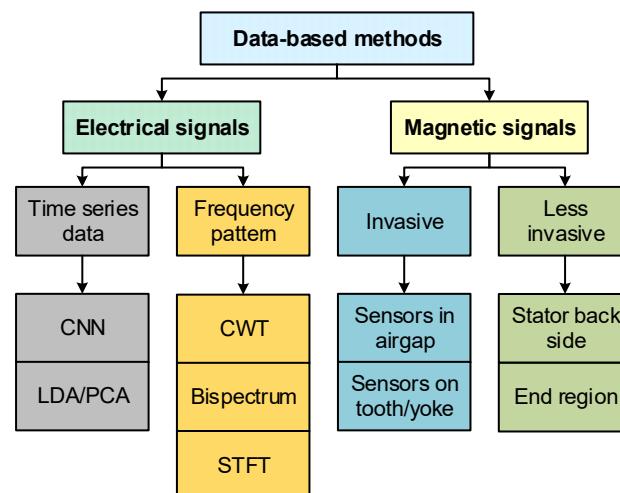 Data-based methods
Electrical signals
Magnetic signals
Time series
data
Frequency
pattern
Invasive
Less
invasive
CNN
LDA/PCA
CWT
Bispectrum
STFT
Sensors in
airgap
Sensors on
tooth/yoke
Stator back
side
End region